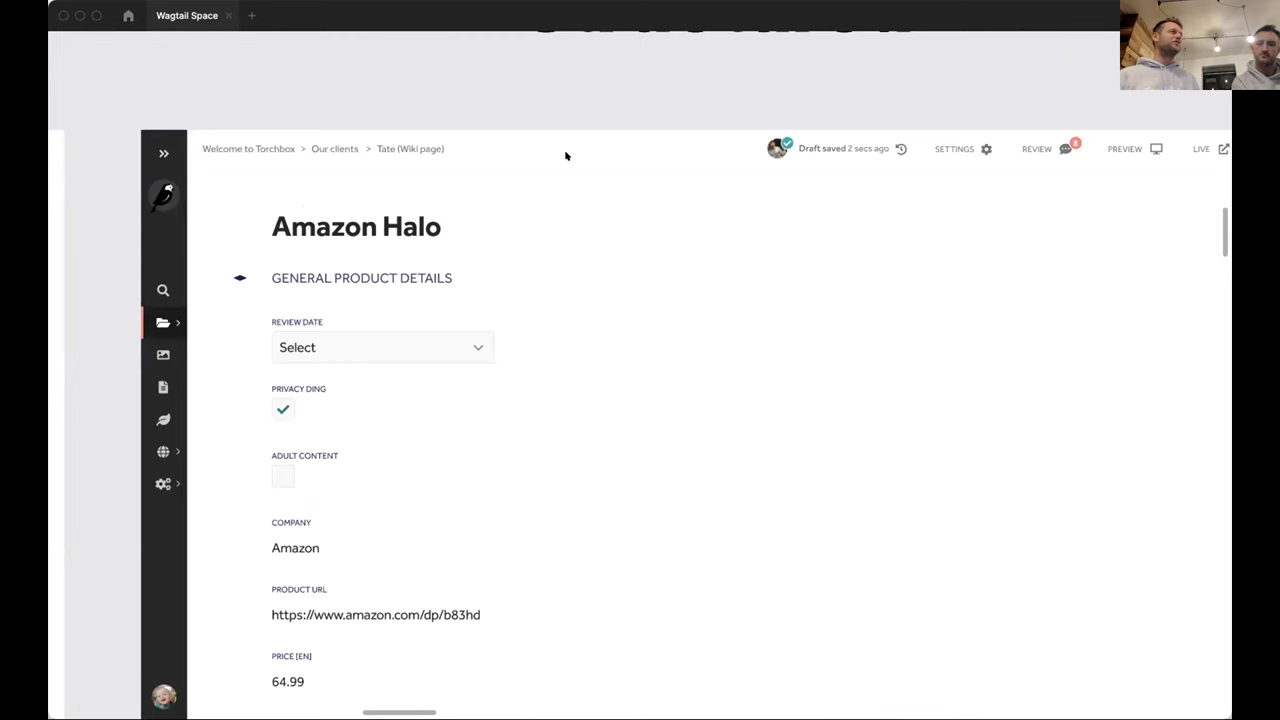 Wagtail Space
Welcome to Torchbox > Our clients > Tate (Wiki page)
Draft saved 2 secs ago
SETTINGS
REVIEW
8
PREVIEW
LIVE
Amazon Halo
GENERAL PRODUCT DETAILS
REVIEW DATE
Select
PRIVACY DING
ADULT CONTENT
COMPANY
Amazon
PRODUCT URL
https://www.amazon.com/dp/b83hd
PRICE [EN]
64.99